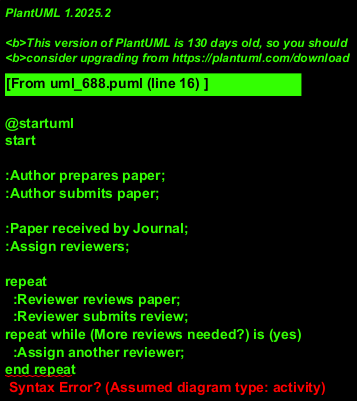 PlantUML 1.2025.2
<b>This version of PlantUML is 130 days old, so you should
<b>consider upgrading from https://plantuml.com/download
[From uml_688.puml (line 16) ]
@startuml
start
:Author prepares paper;
:Author submits paper;
:Paper received by Journal;
:Assign reviewers;
repeat
:Reviewer reviews paper;
:Reviewer submits review;
repeat while (More reviews needed?) is (yes)
:Assign another reviewer;
end repeat
Syntax Error? (Assumed diagram type: activity)